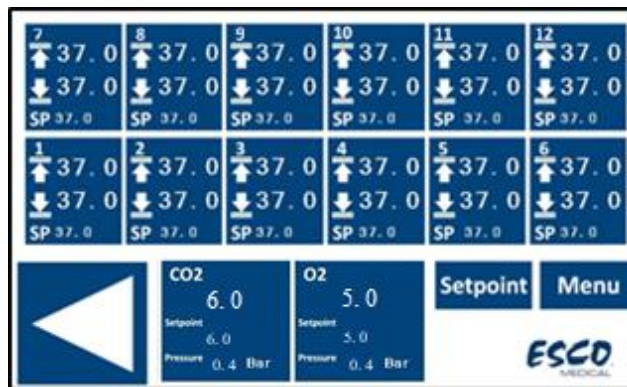 7 8 9 10 11 12
37.0 37.0 37.0 37.0 37.0 37.0
37.0 37.0 37.0 37.0 37.0 37.0
SP 37.0 SP 37.0 SP 37.0 SP 37.0 SP 37.0 SP 37.0
1 2 3 4 5 6
37.0 37.0 37.0 37.0 37.0 37.0
37.0 37.0 37.0 37.0 37.0 37.0
SP 37.0 SP 37.0 SP 37.0 SP 37.0 SP 37.0 SP 37.0
CO2
6.0
Setpoint
6.0
Pressure 0.4 Bar
O2
5.0
Setpoint
5.0
Pressure 0.4 Bar
Setpoint
Menu
ESCO
MEDICAL